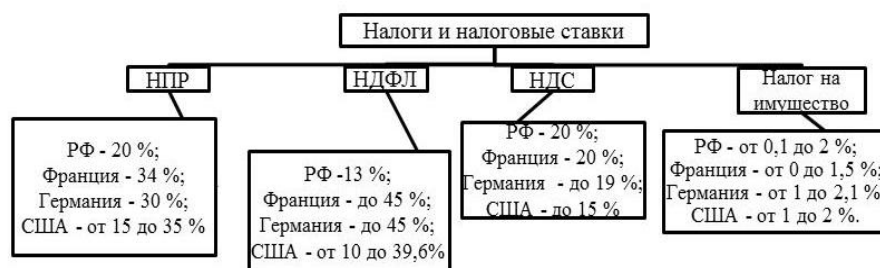 Налоги и налоговые ставки
НПР
НДФЛ
НДС
Налог на
имущество
РФ - 20 %;
Франция - 34 %;
Германия - 30 %;
США - от 15 до 35 %
РФ -13 %;
Франция - до 45 %;
Германия - до 45 %;
США - от 10 до 39,6%
РФ - 20 %;
Франция - 20 %;
Германия - до 19 %;
США - до 15 %
РФ - от 0,1 до 2 %;
Франция - от 0 до 1,5 %;
Германия - от 1 до 2,1 %;
США - от 1 до 2 %.